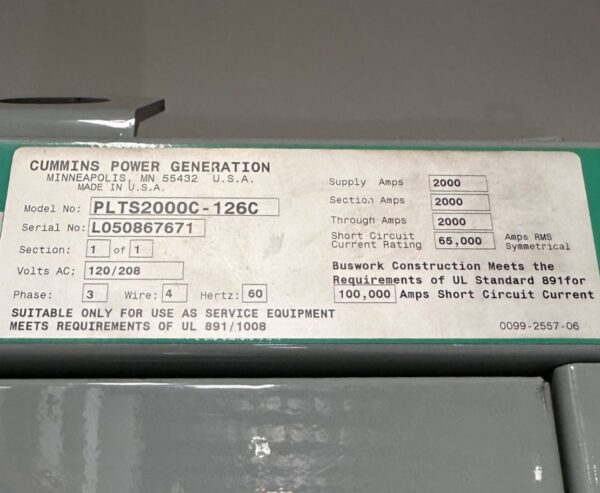 CUMMINS POWER GENERATION
MINNEAPOLIS, MN 55432 U.S.A.
MADE IN U.S.A.
Model No: PLTS2000C-126C
Serial No: L050867671
Section: 1 of 1
Volts AC; 120/208
Phase: 3 Wire: 4 Hertz: 60
SUITABLE ONLY FOR USE AS SERVICE EQUIPMENT
MEETS REQUIREMENTS OF UL 891/1008
Supply Amps 2000
Section Amps 2000
Through Amps 2000
Short Circuit
Current Rating 65,000 Amps RMS
Symmetrical
Buswork Construction Meets the
Requirements of UL Standard 891for
100,000 Amps Short Circuit Current
0099-2557-06